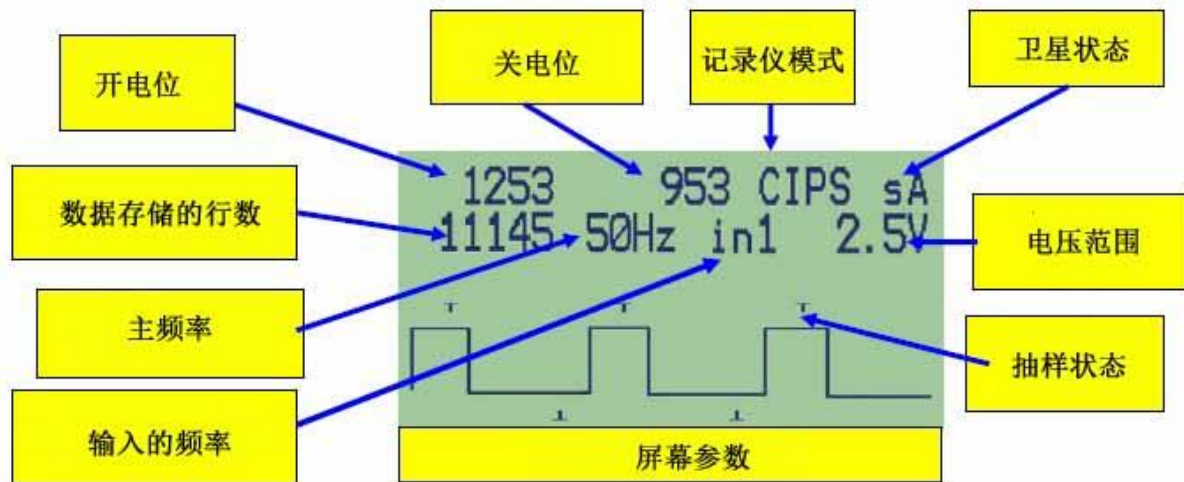 开电位
关电位
记录仪模式
卫星状态
1253 953 CIPS sA
数据存储的行数
11145 50Hz in1 2.5V
电压范围
主频率
抽样状态
输入的频率
屏幕参数